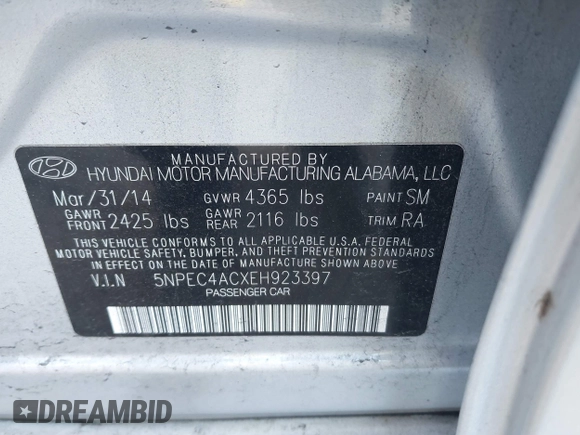 MANUFACTURED BY
HYUNDAI MOTOR MANUFACTURING ALABAMA, LLC
Mar/31/14 GVWR 4365 lbs PAINT SM
GAWR FRONT 2425 lbs GAWR REAR 2116 lbs TRIM RA
THIS VEHICLE CONFORMS TO ALL APPLICABLE U.S.A. FEDERAL
MOTOR VEHICLE SAFETY, BUMPER, AND THEFT PREVENTION STANDARDS
IN EFFECT ON THE DATE OF MANUFACTURE SHOWN ABOVE.
V.I.N 5NPEC4ACXEH923397
PASSENGER CAR
DREAMBID